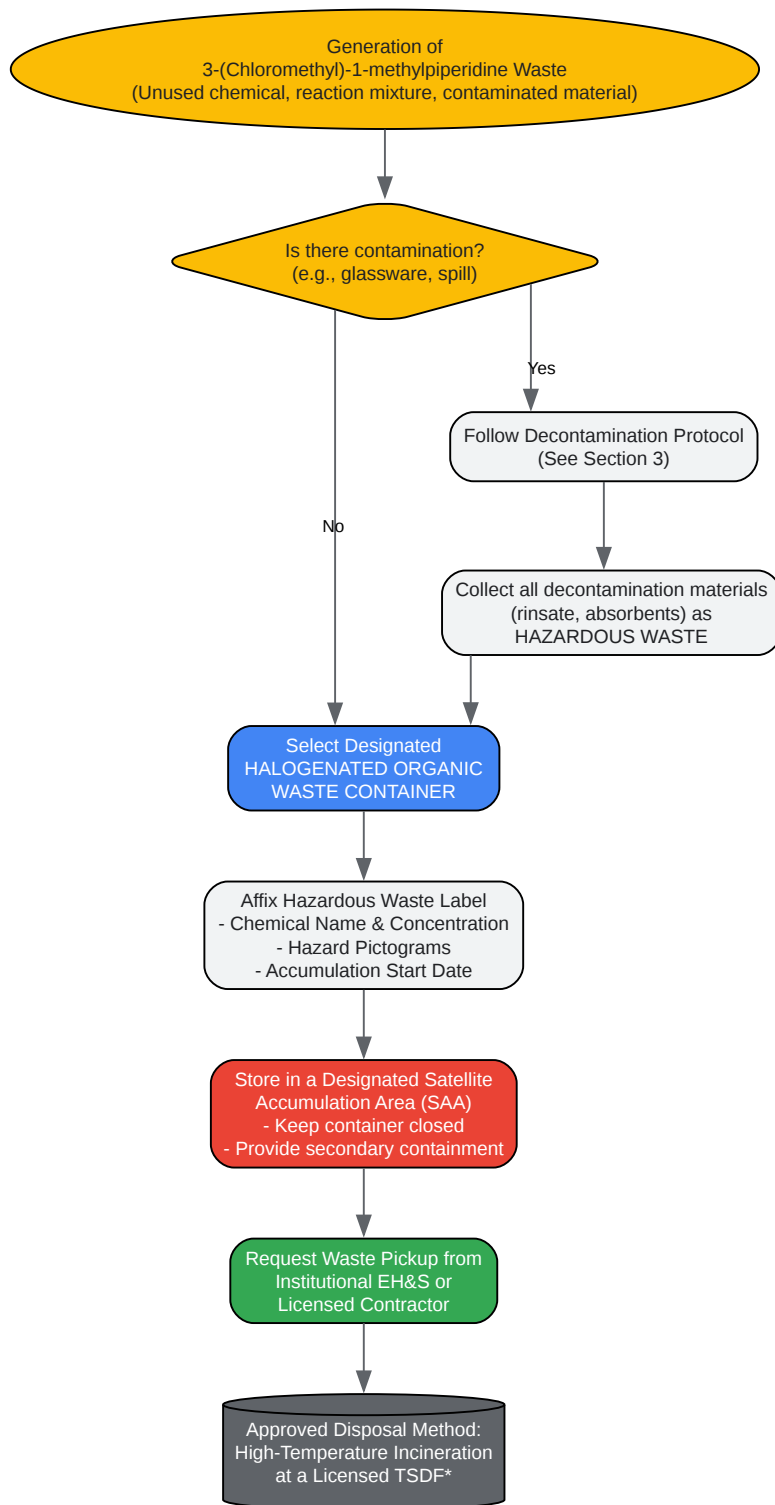 Generation of
3-(Chloromethyl)-1-methylpiperidine Waste
(Unused chemical, reaction mixture, contaminated material)
Is there contamination?
(e.g., glassware, spill)
Yes
Follow Decontamination Protocol
(See Section 3)
No
Collect all decontamination materials
(rinsate, absorbents) as
HAZARDOUS WASTE
Select Designated
HALOGENATED ORGANIC
WASTE CONTAINER
Affix Hazardous Waste Label
- Chemical Name & Concentration
- Hazard Pictograms
- Accumulation Start Date
Store in a Designated Satellite
Accumulation Area (SAA)
- Keep container closed
- Provide secondary containment
Request Waste Pickup from
Institutional EH&S or
Licensed Contractor
Approved Disposal Method:
High-Temperature Incineration
at a Licensed TSDF*